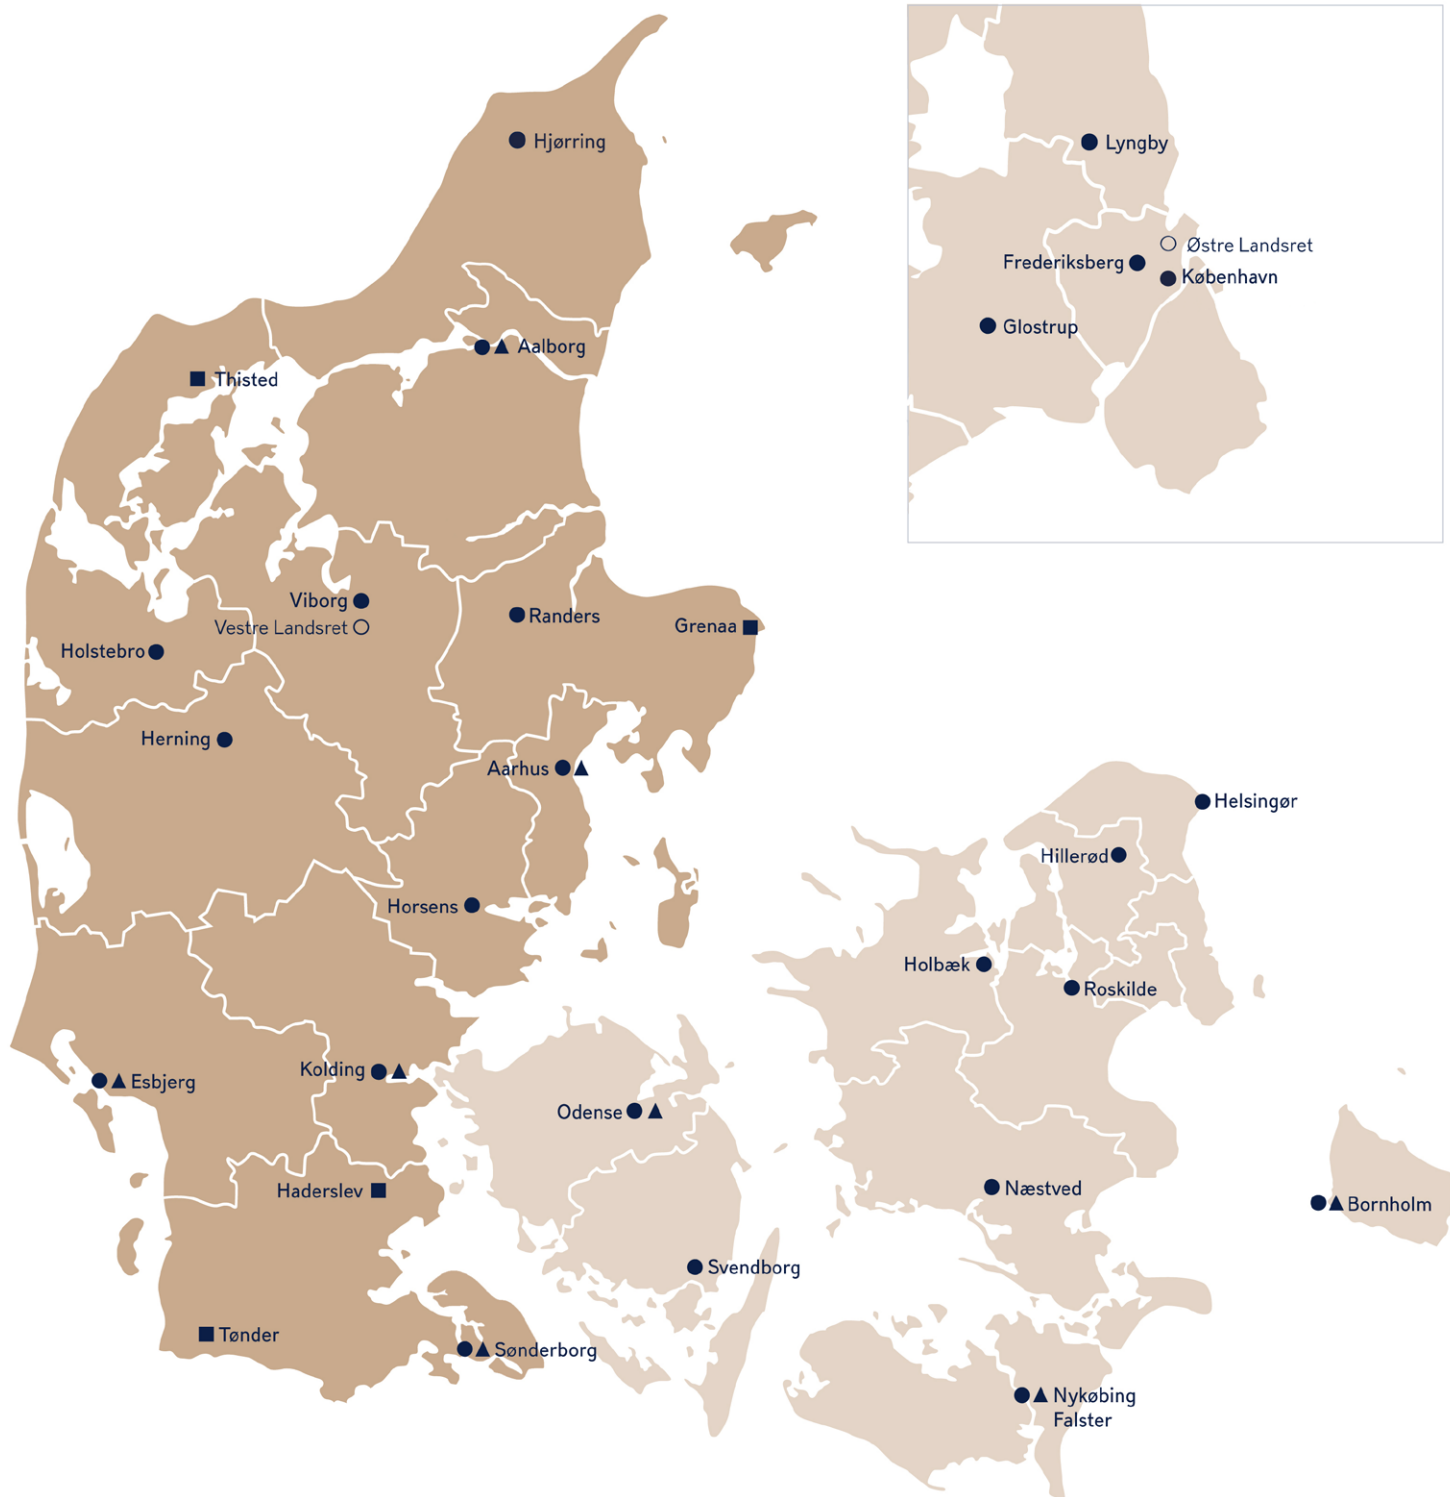 Hjørring
Lyngby
Østre Landsret
Frederiksberg
København
Glostrup
Aalborg
Thisted
Viborg
Vestre Landsret
Randers
Grenaa
Holstebro
Herning
Aarhus
Helsingør
Hillerød
Horsens
Holbæk
Roskilde
Kolding
Esbjerg
Odense
Haderslev
Næstved
Bornholm
Svendborg
Tønder
Sønderborg
Nykøbing
Falster